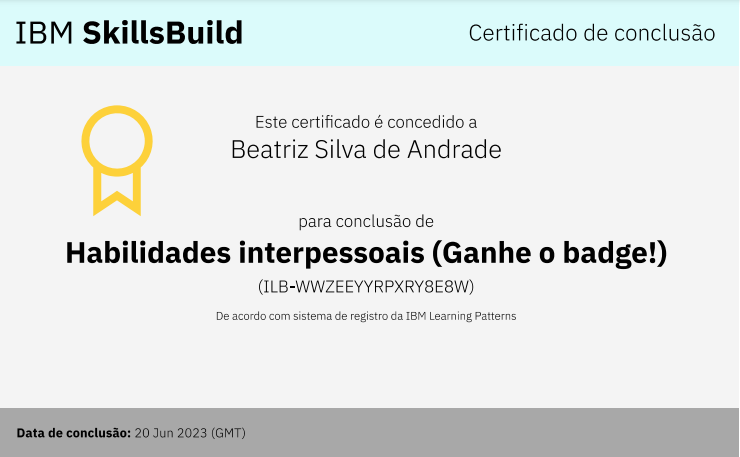 IBM SkillsBuild
Certificado de conclusão
Este certificado é concedido a
Beatriz Silva de Andrade
para conclusão de
Habilidades interpessoais (Ganhe o badge!)
(ILB-WWZEEYYRPXRY8E8W)
De acordo com sistema de registro da IBM Learning Patterns
Data de conclusão: 20 Jun 2023 (GMT)